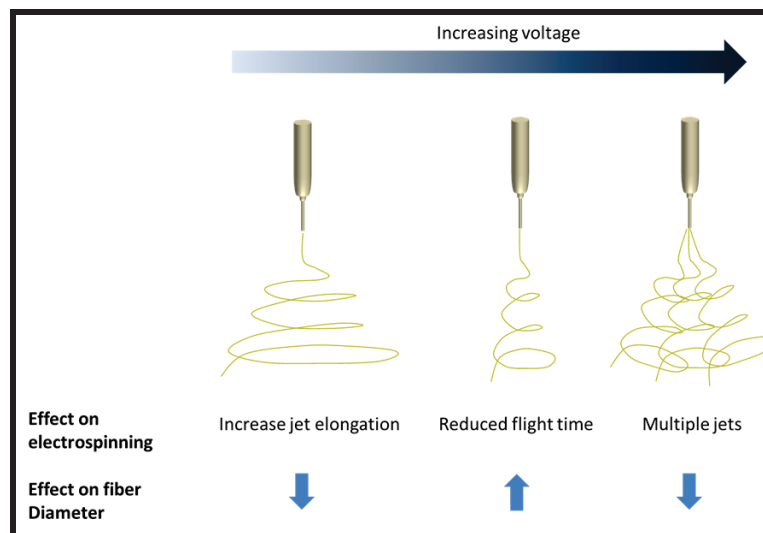 Increasing voltage
Effect on
electrospinning
Increase jet elongation
Reduced flight time
Multiple jets
Effect on fiber
Diameter